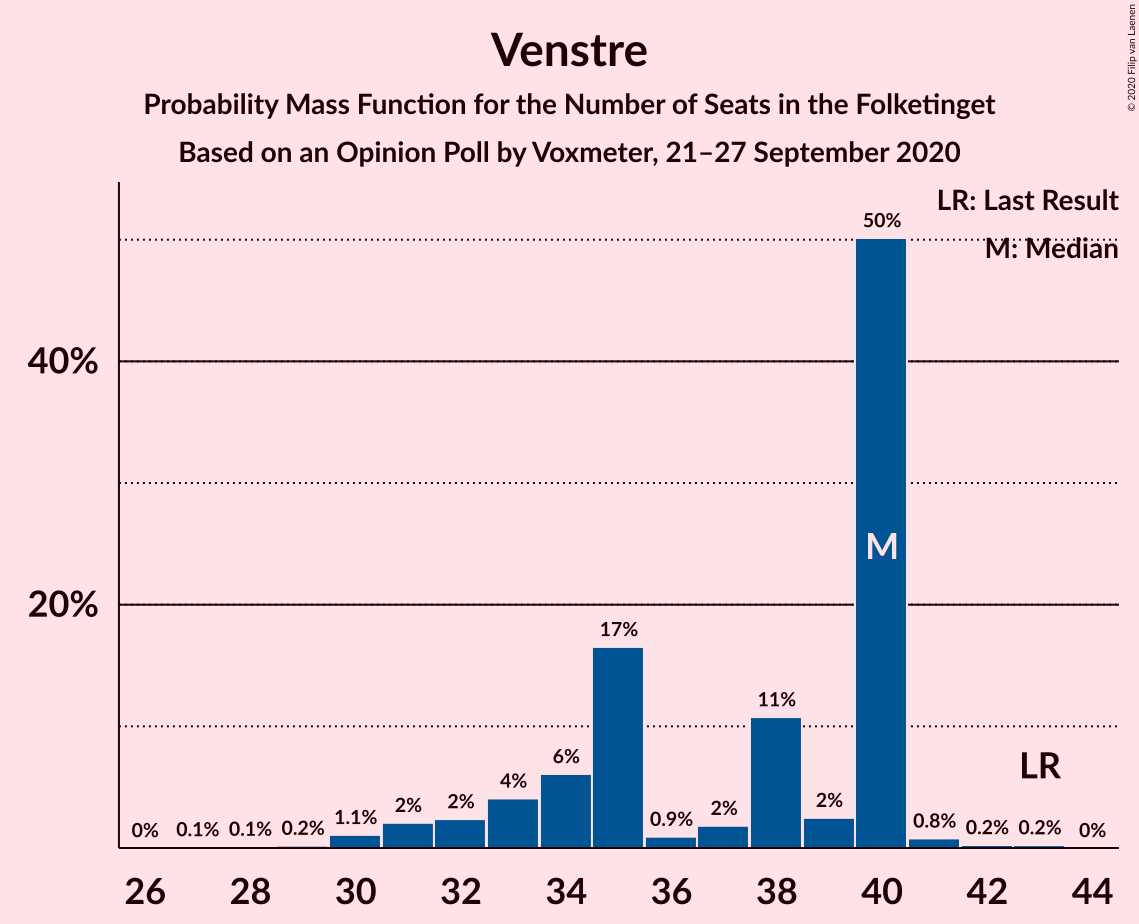 Venstre
Probability Mass Function for the Number of Seats in the Folketinget
Based on an Opinion Poll by Voxmeter, 21–27 September 2020
© 2020 Filip van Laenen
LR: Last Result
M: Median
40%
20%
0%
0.1%
0.1%
0.2%
1.1%
2%
2%
4%
6%
17%
0.9%
2%
11%
2%
50%
0.8%
0.2%
0.2%
0%
M
LR
26 28 30 32 34 36 38 40 42 44